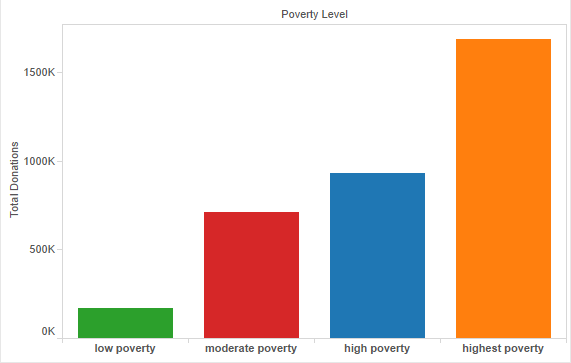 Poverty Level
Total Donations
1500K
1000K
500K
0K
low poverty
moderate poverty
high poverty
highest poverty